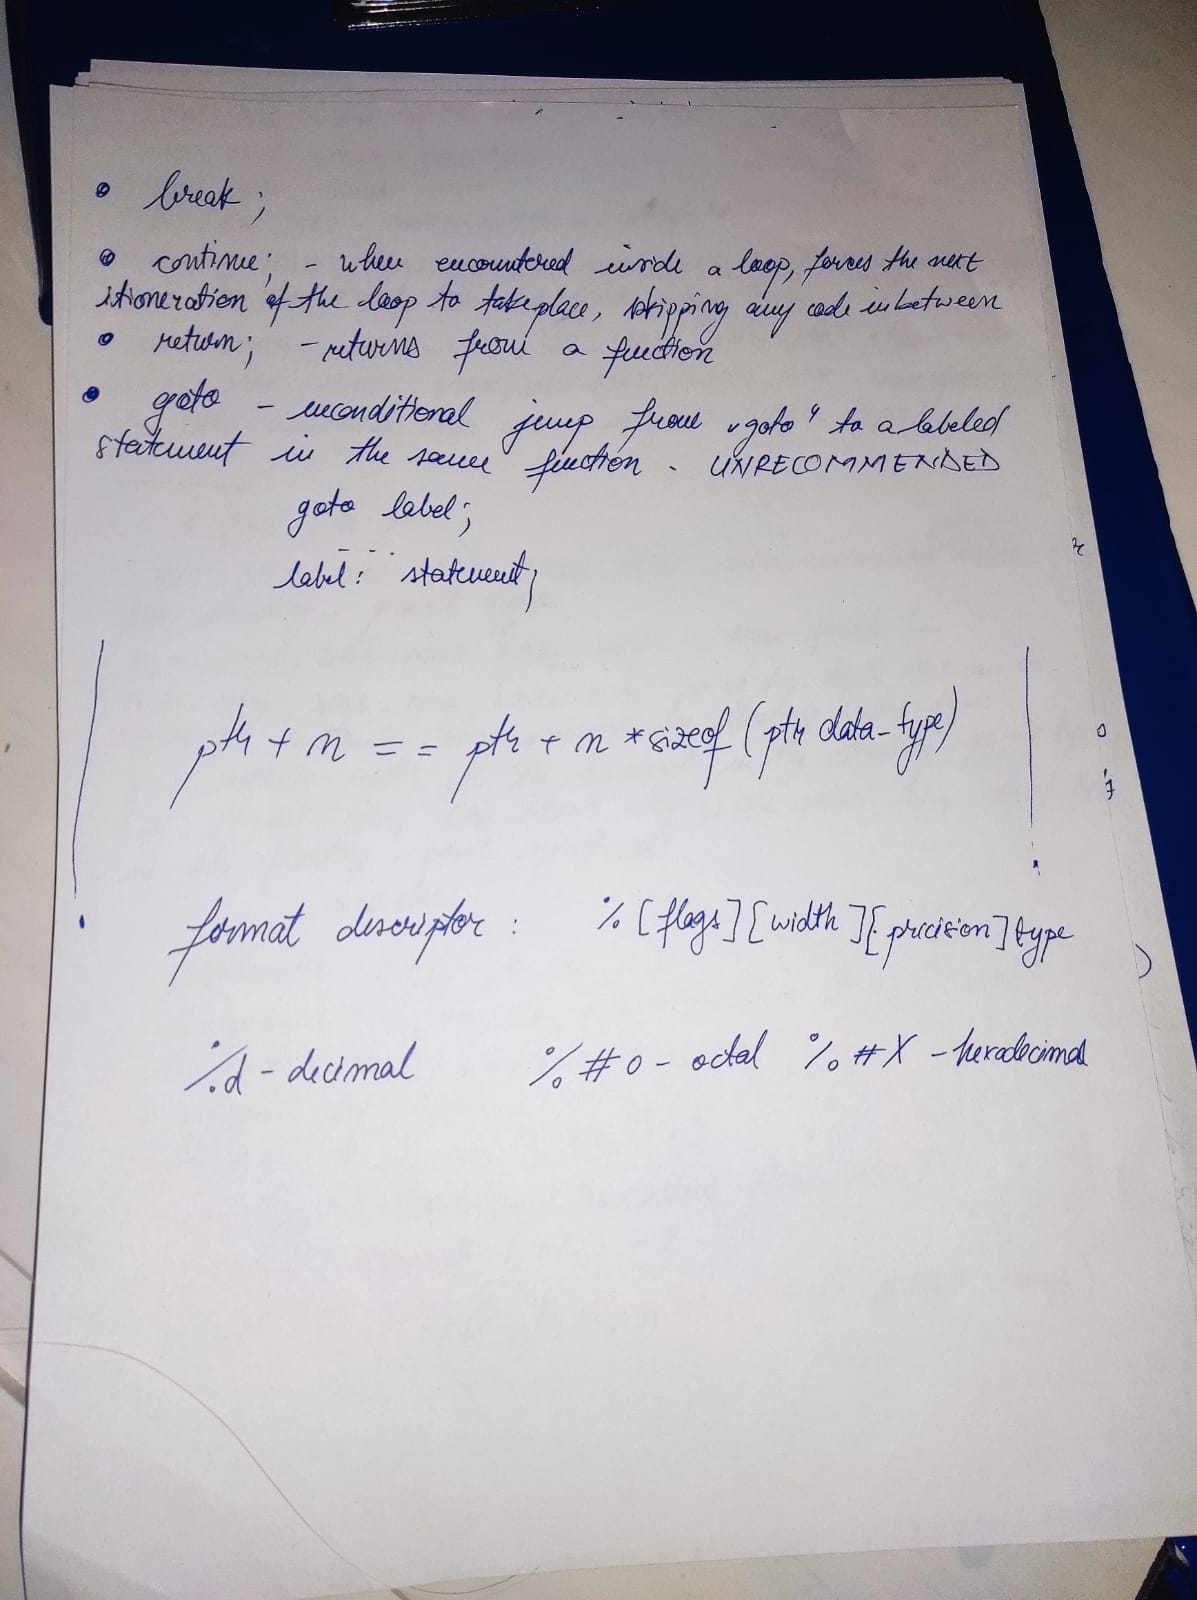 • break;
• continue; - when encountered inside a loop, forces the next
itioneration of the loop to take place, skipping any code inbetween
• return; - returns from a function
• goto - unconditional jump from „goto" to a labeled
statement in the same function - UNRECOMMENDED
goto label;
- - - .
label: statement;
ptr + n == ptr + n * sizeof (ptr data-type)
format descriptor: % [flags] [width] [.precision] type
%d - decimal %#o - octal %#X - hexadecimal